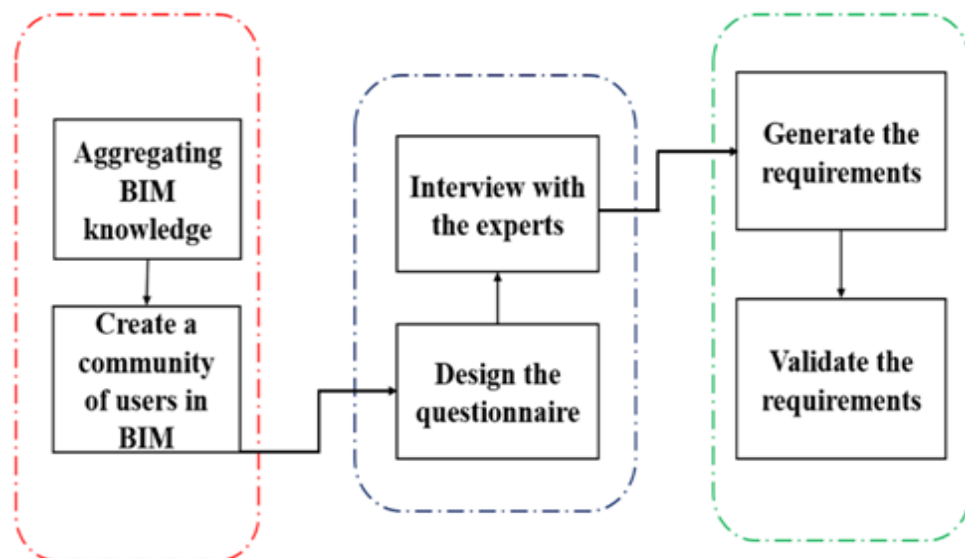 Aggregating
BIM
knowledge
Create a
community
of users in
BIM
Interview with
the experts
Design the
questionnaire
Generate the
requirements
Validate the
requirements